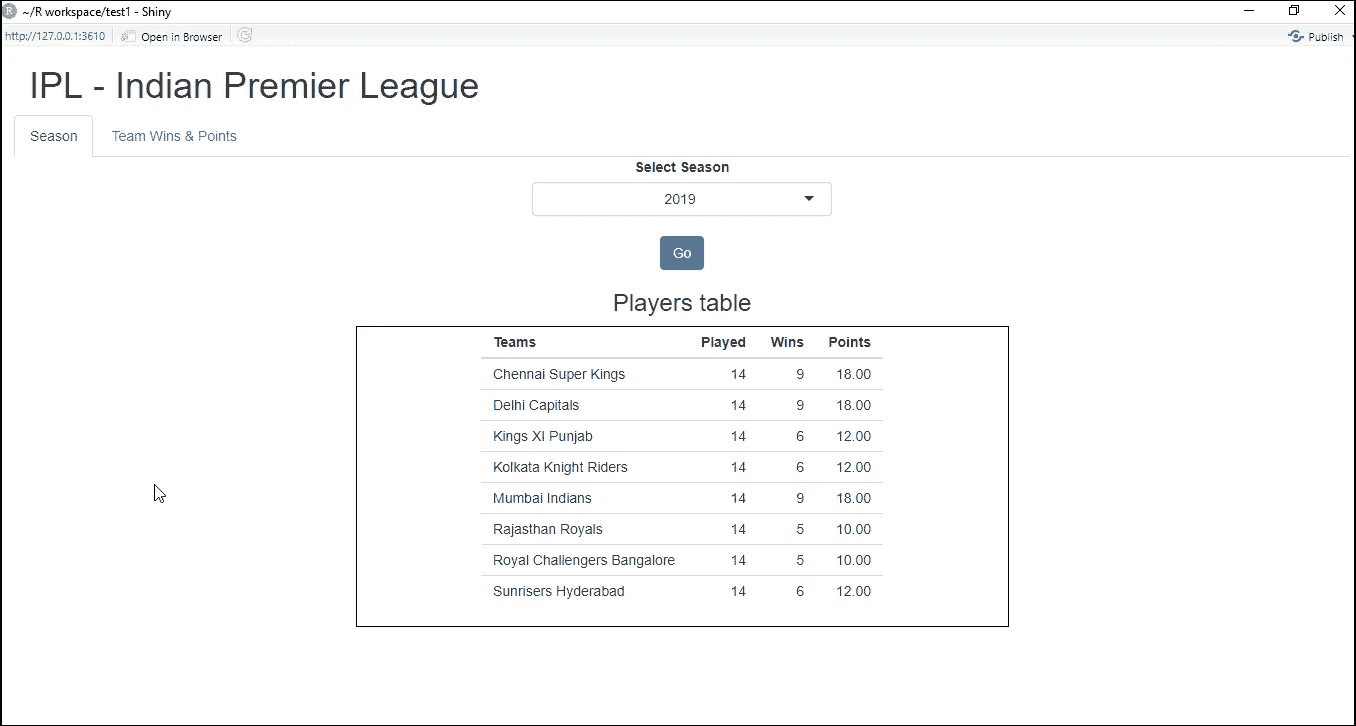 R ~/R workspace/test1 - Shiny
http://127.0.0.1:3610 Open in Browser Publish
IPL - Indian Premier League
Season Team Wins & Points
Select Season
2019
Go
Players table
Teams Played Wins Points
Chennai Super Kings 14 9 18.00
Delhi Capitals 14 9 18.00
Kings XI Punjab 14 6 12.00
Kolkata Knight Riders 14 6 12.00
Mumbai Indians 14 9 18.00
Rajasthan Royals 14 5 10.00
Royal Challengers Bangalore 14 5 10.00
Sunrisers Hyderabad 14 6 12.00